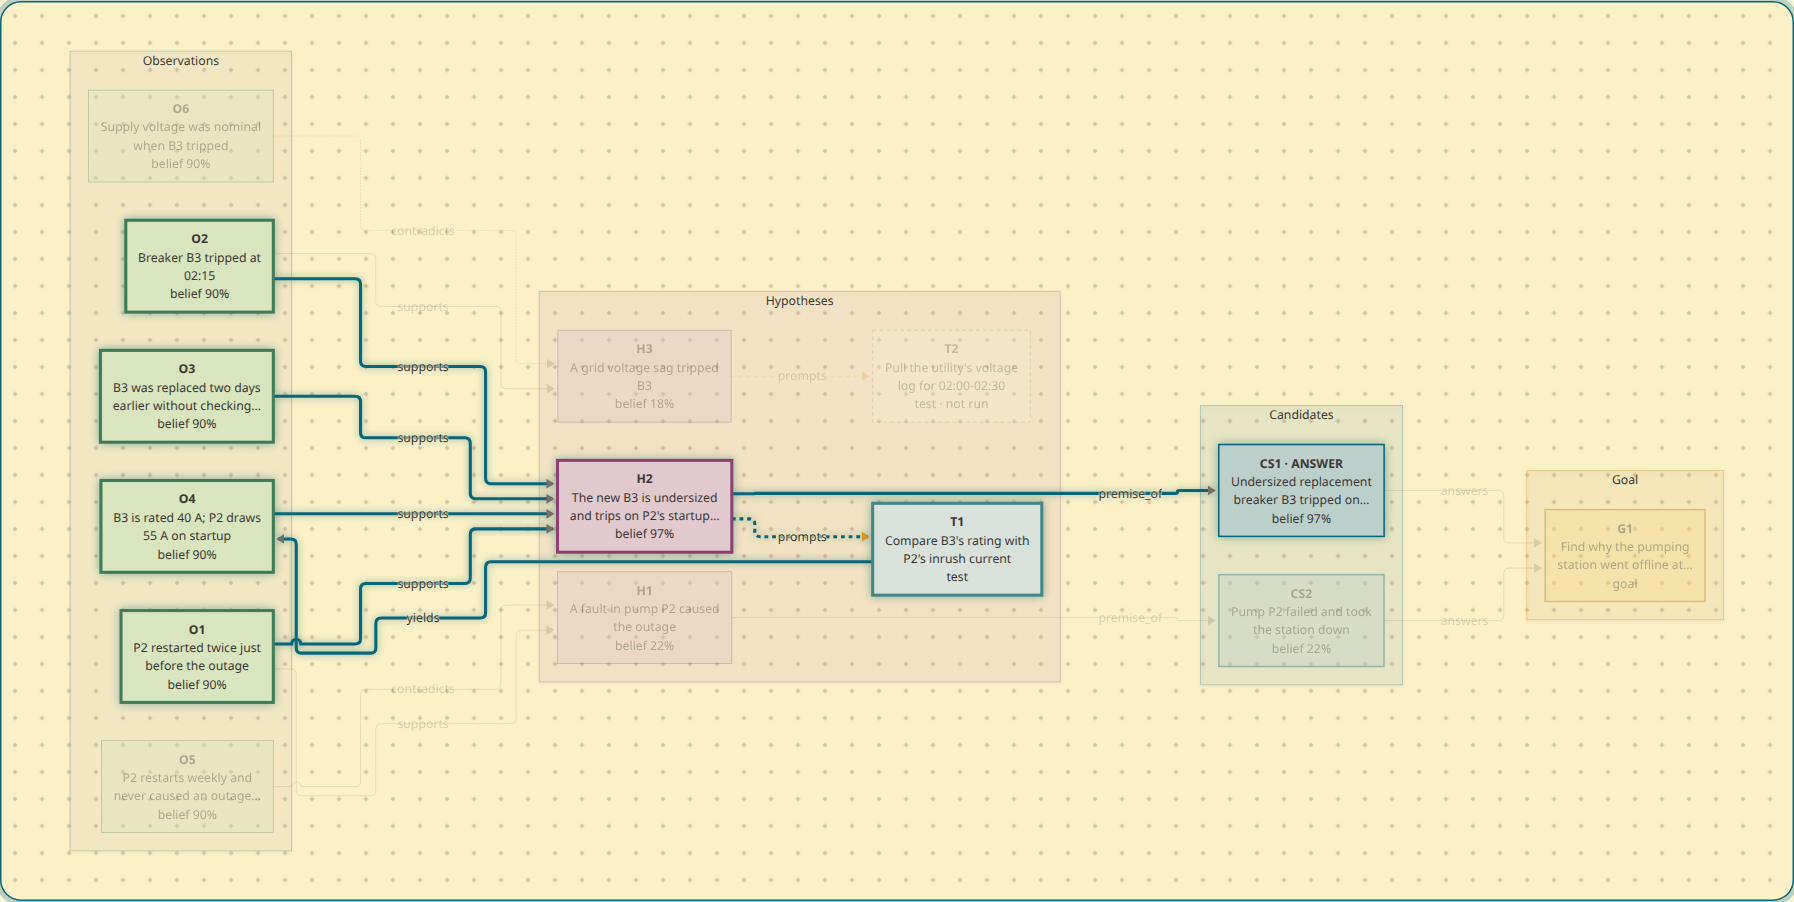 Observations
O6
Supply voltage was nominal
when B3 tripped
belief 90%
O2
Breaker B3 tripped at
02:15
belief 90%
O3
B3 was replaced two days
earlier without checking...
belief 90%
O4
B3 is rated 40 A; P2 draws
55 A on startup
belief 90%
O1
P2 restarted twice just
before the outage
belief 90%
O5
P2 restarts weekly and
never caused an outage...
belief 90%
contradicts
supports
supports
supports
supports
supports
yields
contradicts
supports
Hypotheses
H3
A grid voltage sag tripped
B3
belief 18%
prompts
T2
Pull the utility's voltage
log for 02:00-02:30
test · not run
H2
The new B3 is undersized
and trips on P2's startup...
belief 97%
prompts
T1
Compare B3's rating with
P2's inrush current
test
H1
A fault in pump P2 caused
the outage
belief 22%
premise_of
premise_of
Candidates
CS1 · ANSWER
Undersized replacement
breaker B3 tripped on...
belief 97%
CS2
Pump P2 failed and took
the station down
belief 22%
answers
answers
Goal
G1
Find why the pumping
station went offline at...
goal